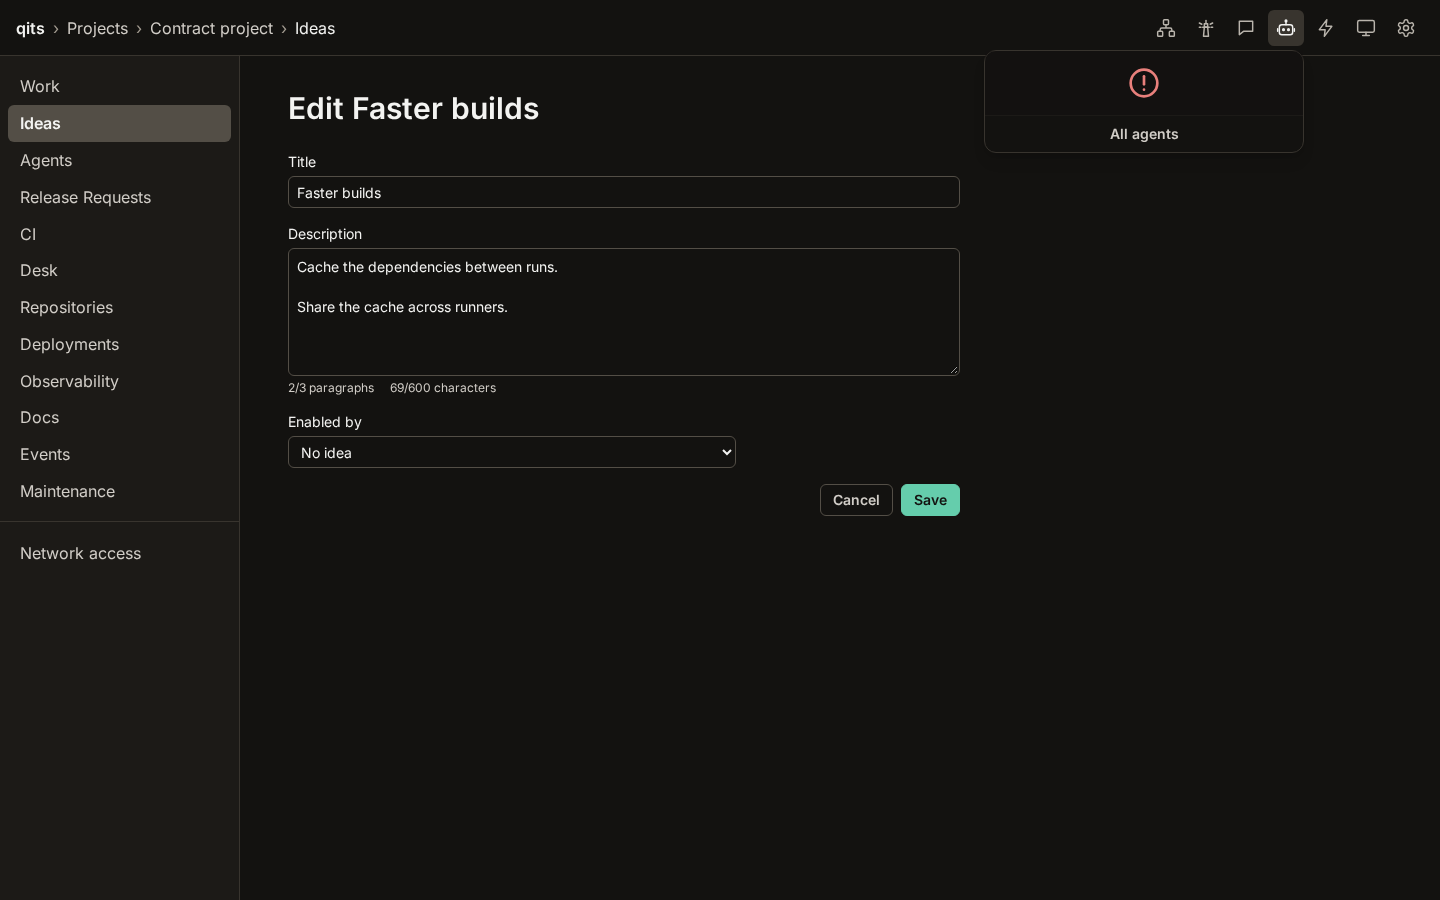 qits › Projects › Contract project › Ideas
Work
Ideas
Agents
Release Requests
CI
Desk
Repositories
Deployments
Observability
Docs
Events
Maintenance
Network access
Edit Faster builds
Title
Faster builds
Description
Cache the dependencies between runs.
Share the cache across runners.
2/3 paragraphs 69/600 characters
Enabled by
No idea
Cancel Save
All agents